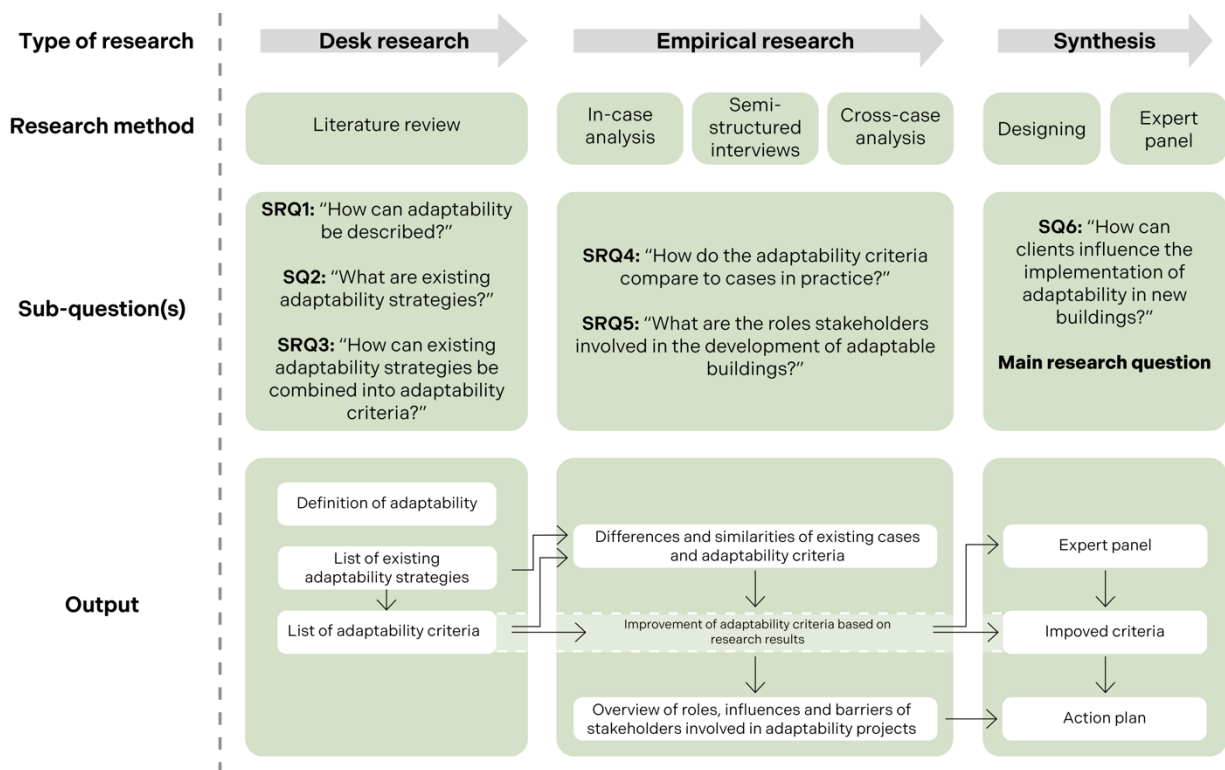 Type of research
Desk research
Empirical research
Synthesis
Research method
Literature review
In-case
analysis
Semi-
structured
interviews
Cross-case
analysis
Designing
Expert
panel
Sub-question(s)
SRQ1: “How can adaptability
be described?”
SQ2: “What are existing
adaptability strategies?”
SRQ3: “How can existing
adaptability strategies be
combined into adaptability
criteria?”
SRQ4: “How do the adaptability criteria
compare to cases in practice?”
SRQ5: “What are the roles stakeholders
involved in the development of adaptable
buildings?”
SQ6: “How can
clients influence the
implementation of
adaptability in new
buildings?”
Main research question
Output
Definition of adaptability
List of existing
adaptability strategies
List of adaptability criteria
Differences and similarities of existing cases
and adaptability criteria
Improvement of adaptability criteria based on
research results
Overview of roles, influences and barriers of
stakeholders involved in adaptability projects
Expert panel
Impoved criteria
Action plan